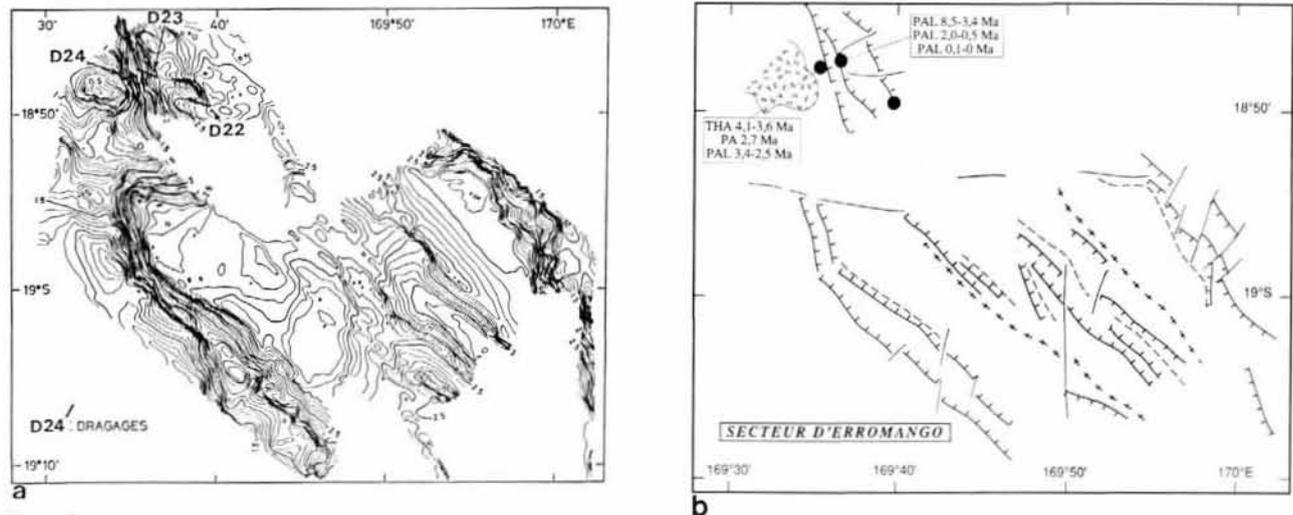 30'
40'
169°50'
170°E
D23
D24
D22
18°50'
19°S
19°10'
D24 : DRAGAGES
a
PAL 8,5-3,4 Ma
PAL 2,0-0,5 Ma
PAL 0,1-0 Ma
THA 4,1-3,6 Ma
PA 2,7 Ma
PAL 3,4-2,5 Ma
18°50'
19°S
SECTEUR D'ERROMANGO
169°30'
169°40'
169°50'
170°E
b